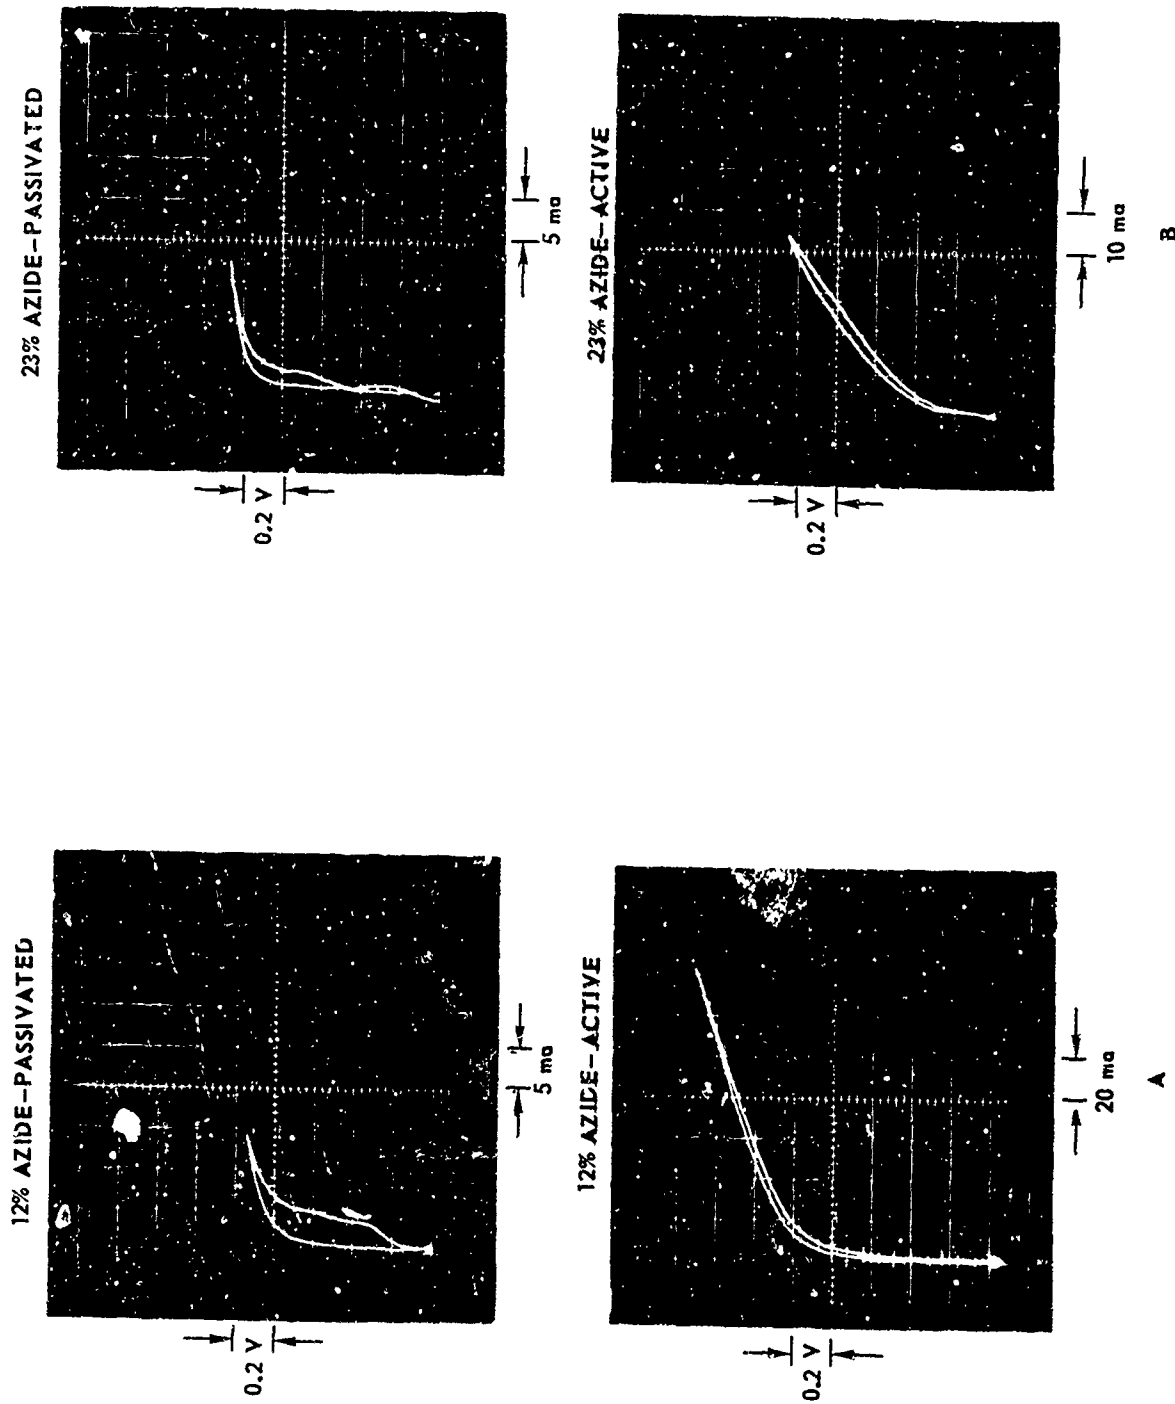 12% AZIDE-PASSIVATED
0.2 V
5 ma
12% AZIDE-ACTIVE
0.2 V
20 ma
A
23% AZIDE-PASSIVATED
0.2 V
5 ma
23% AZIDE-ACTIVE
0.2 V
10 ma
B